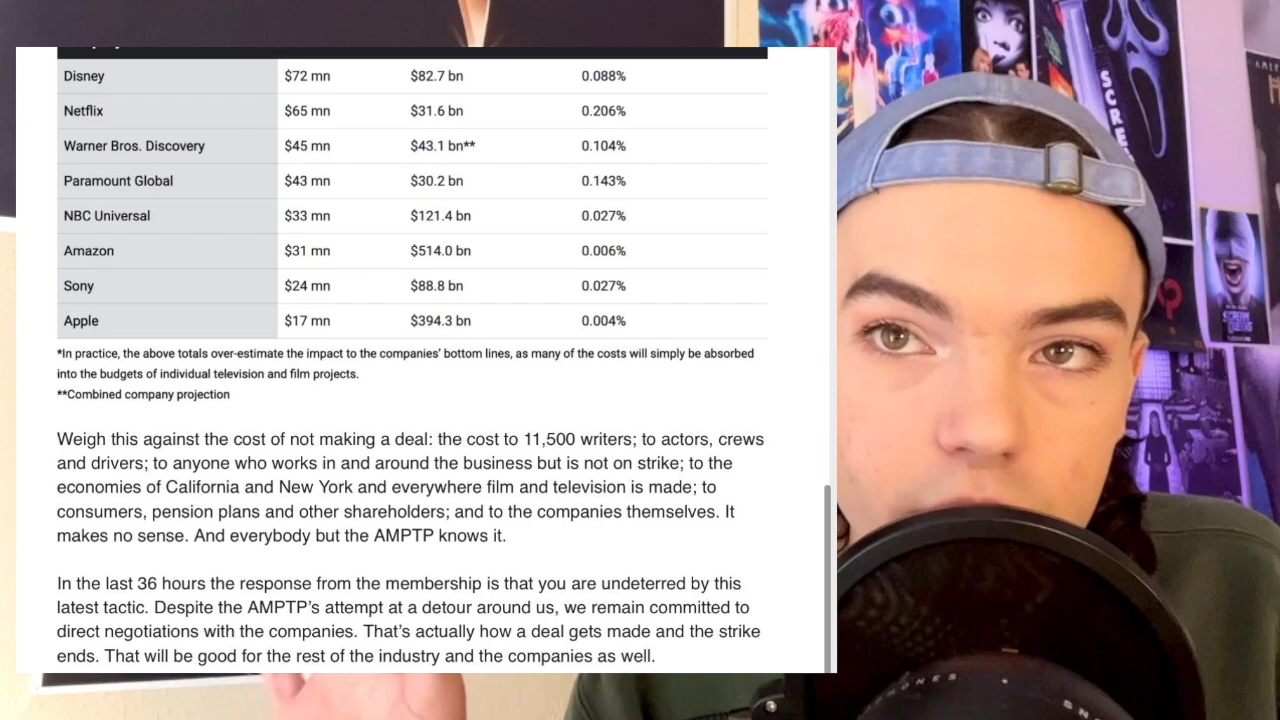 Disney $72 mn $82.7 bn 0.088%
Netflix $65 mn $31.6 bn 0.206%
Warner Bros. Discovery $45 mn $43.1 bn** 0.104%
Paramount Global $43 mn $30.2 bn 0.143%
NBC Universal $33 mn $121.4 bn 0.027%
Amazon $31 mn $514.0 bn 0.006%
Sony $24 mn $88.8 bn 0.027%
Apple $17 mn $394.3 bn 0.004%
*In practice, the above totals over-estimate the impact to the companies' bottom lines, as many of the costs will simply be absorbed
into the budgets of individual television and film projects.
**Combined company projection
Weigh this against the cost of not making a deal: the cost to 11,500 writers; to actors, crews
and drivers; to anyone who works in and around the business but is not on strike; to the
economies of California and New York and everywhere film and television is made; to
consumers, pension plans and other shareholders; and to the companies themselves. It
makes no sense. And everybody but the AMPTP knows it.
In the last 36 hours the response from the membership is that you are undeterred by this
latest tactic. Despite the AMPTP's attempt at a detour around us, we remain committed to
direct negotiations with the companies. That's actually how a deal gets made and the strike
ends. That will be good for the rest of the industry and the companies as well.
SCRE
SCREAM
QUEENS